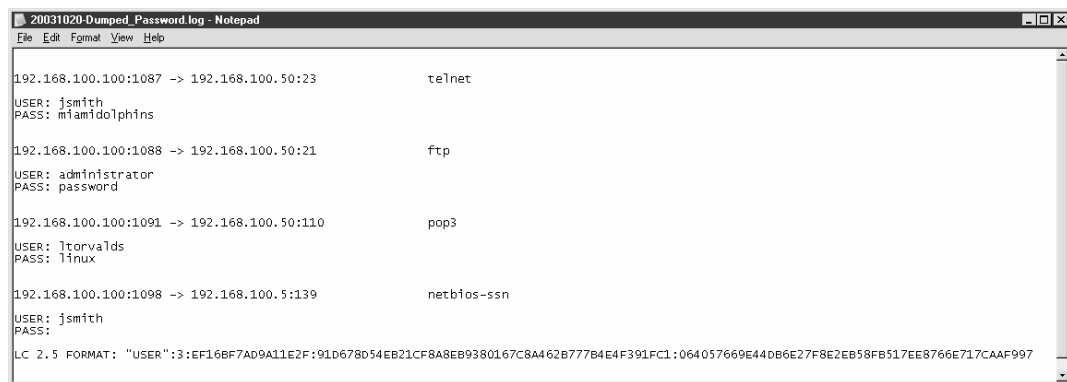 20031020-Dumped_Password.log - Notepad
File Edit Format View Help
192.168.100.100:1087 -> 192.168.100.50:23 telnet
USER: jsmith
PASS: miamidolphins
192.168.100.100:1088 -> 192.168.100.50:21 ftp
USER: administrator
PASS: password
192.168.100.100:1091 -> 192.168.100.50:110 pop3
USER: ltorvalds
PASS: linux
192.168.100.100:1098 -> 192.168.100.5:139 netbios-ssn
USER: jsmith
PASS:
LC 2.5 FORMAT: "USER":3:EF16BF7AD9A11E2F:91D678D54EB21CF8A8EB9380167C8A462B777B4E4F391FC1:064057669E44DB6E27F8E2EB58FB517EE8766E717CAAF997